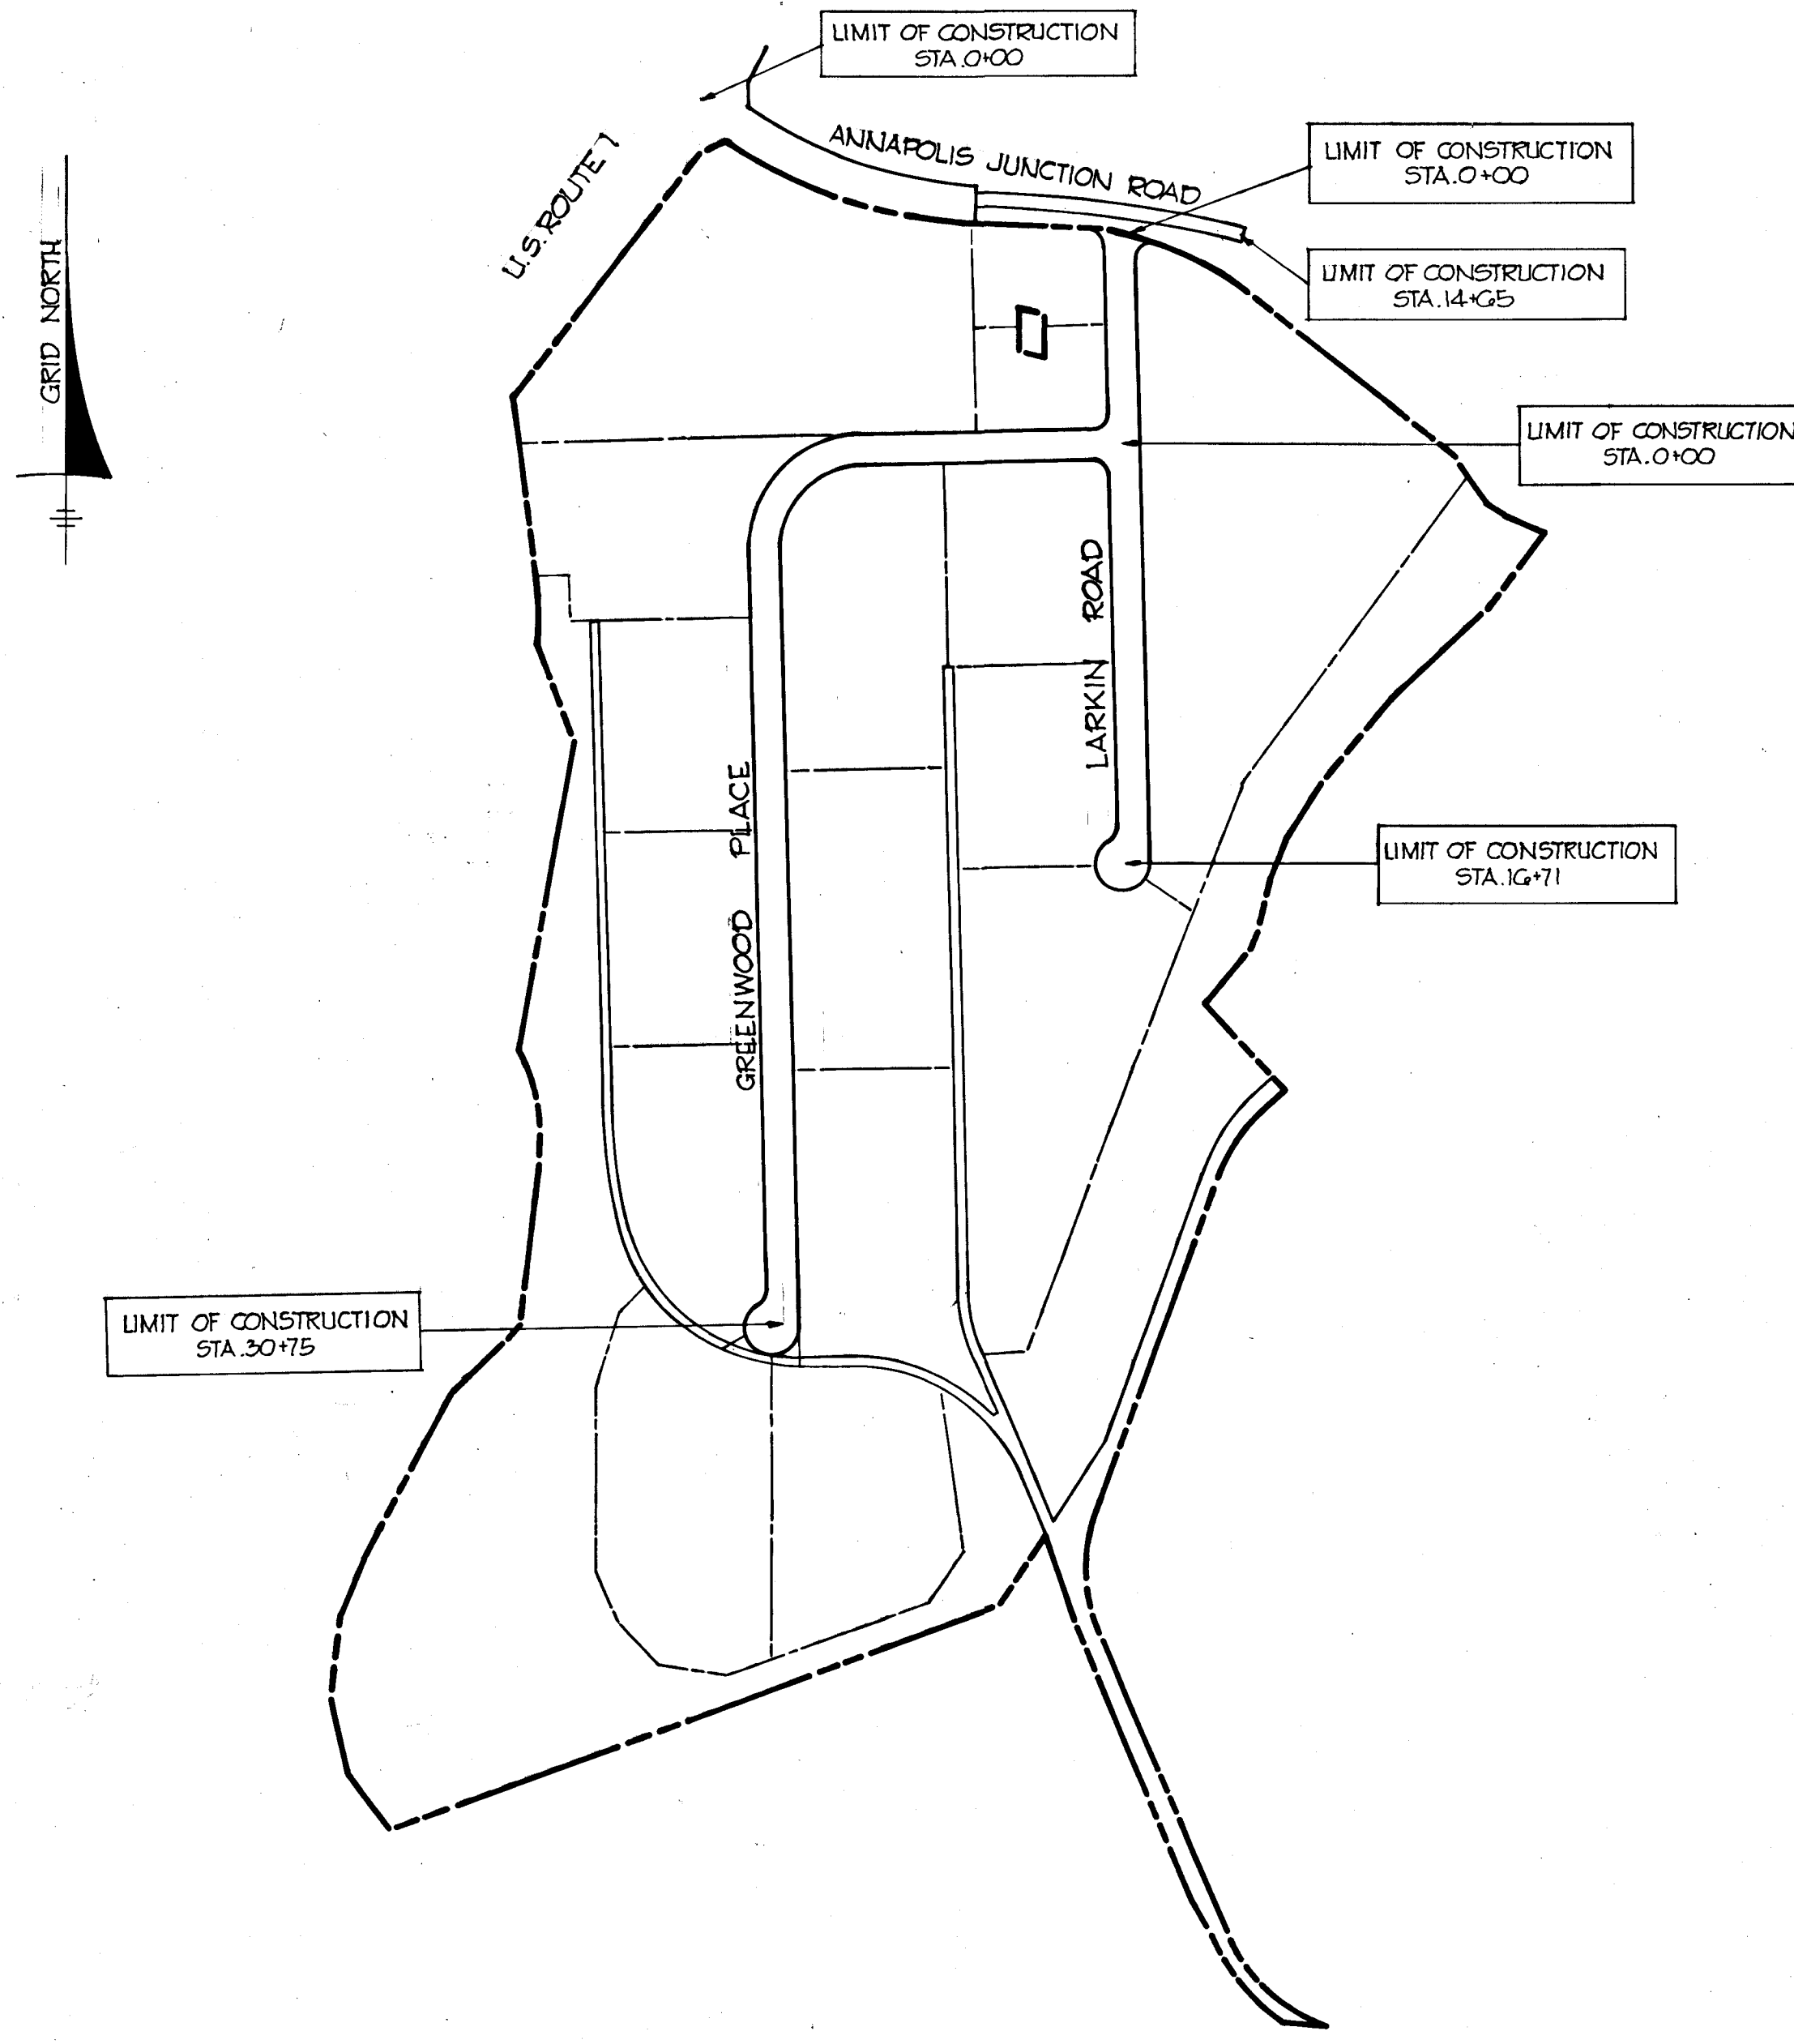 LIMIT OF CONSTRUCTION
STA.0+00
ANNAPOLIS JUNCTION ROAD
U.S. ROUTE 1
LIMIT OF CONSTRUCTION
STA.0+00
GRID NORTH
LIMIT OF CONSTRUCTION
STA.14+65
LIMIT OF CONSTRUCTION
STA.0+00
LARKIN ROAD
GREENWOOD PLACE
LIMIT OF CONSTRUCTION
STA.16+71
LIMIT OF CONSTRUCTION
STA.30+75